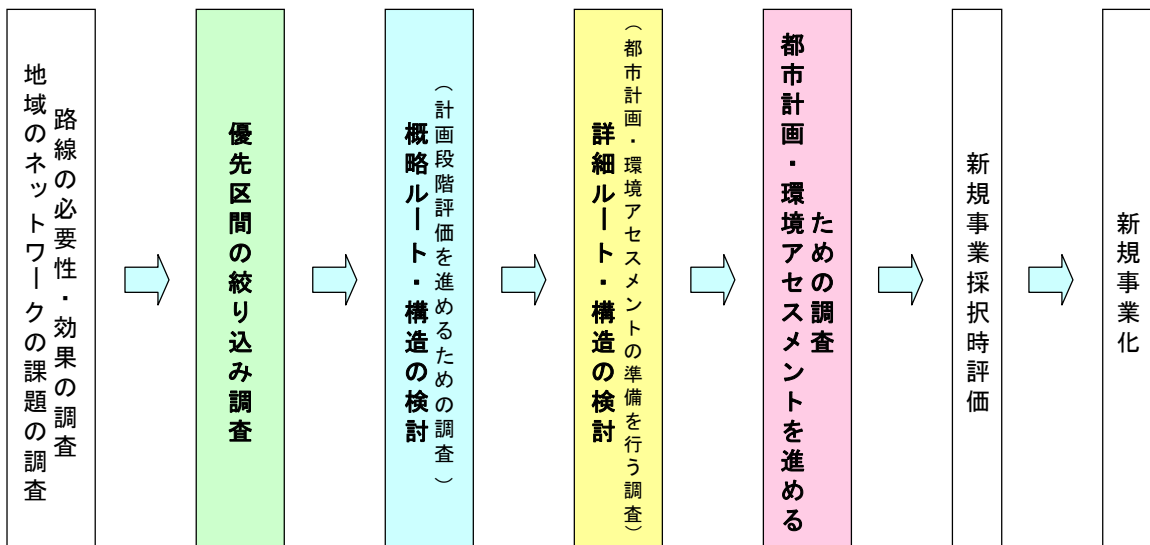 地域のネットワークの課題の調査
路線の必要性・効果の調査
優先区間の絞り込み調査
概略ルート・構造の検討
（計画段階評価を進めるための調査）
詳細ルート・構造の検討
（都市計画・環境アセスメントの準備を行う調査）
都市計画・環境アセスメントを進める
ための調査
新規事業採択時評価
新規事業化